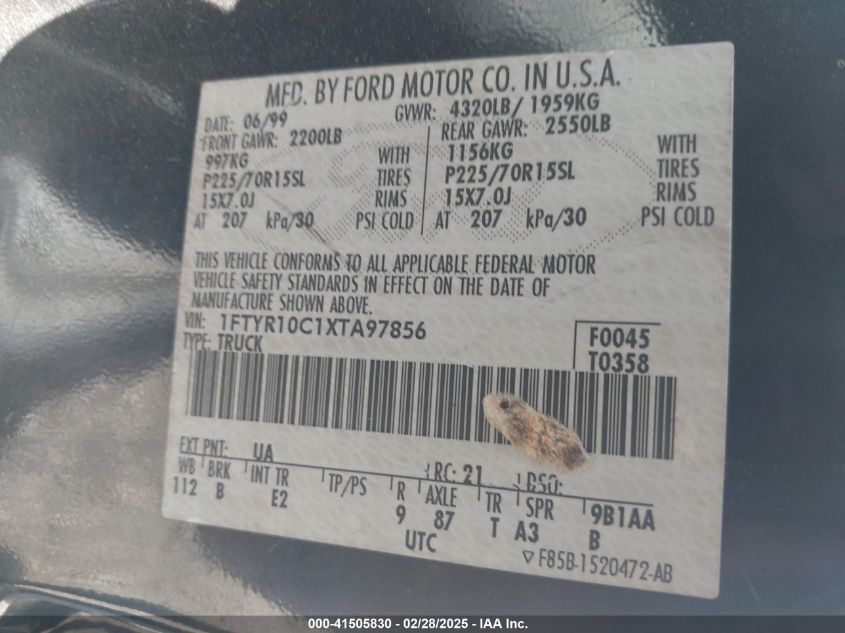 MFD. BY FORD MOTOR CO. IN U.S.A.
DATE: 06/99 GVWR: 4320LB/ 1959KG
FRONT GAWR: 2200LB REAR GAWR: 2550LB
997KG WITH 1156KG WITH
P225/70R15SL TIRES P225/70R15SL TIRES
15X7.0J RIMS 15X7.0J RIMS
AT 207 kPa/30 PSI COLD AT 207 kPa/30 PSI COLD
THIS VEHICLE CONFORMS TO ALL APPLICABLE FEDERAL MOTOR
VEHICLE SAFETY STANDARDS IN EFFECT ON THE DATE OF
MANUFACTURE SHOWN ABOVE.
VIN: 1FTYR10C1XTA97856 F0045
TYPE: TRUCK T0358
EXT PNT: UA RC: 21 DSO:
WB BRK INT TR TP/PS R AXLE TR SPR 9B1AA
112 B E2 9 87 T A3 B
UTC ▽F85B-1520472-AB
000-41505830 - 02/28/2025 - IAA Inc.